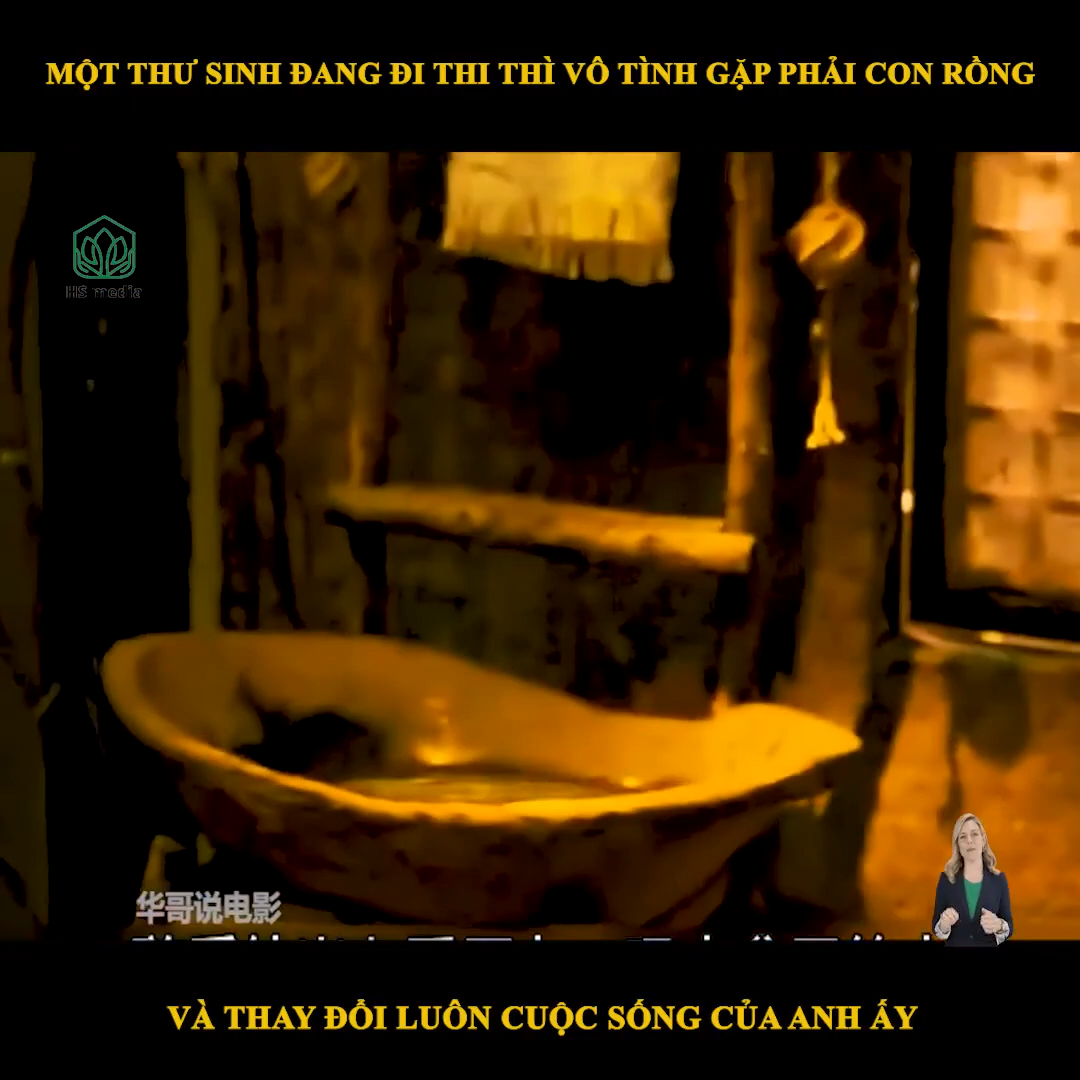 MỘT THƯ SINH ĐANG ĐI THI THÌ VÔ TÌNH GẶP PHẢI CON RỒNG
HS media
华哥说电影
VÀ THAY ĐỔI LUÔN CUỘC SỐNG CỦA ANH ẤY